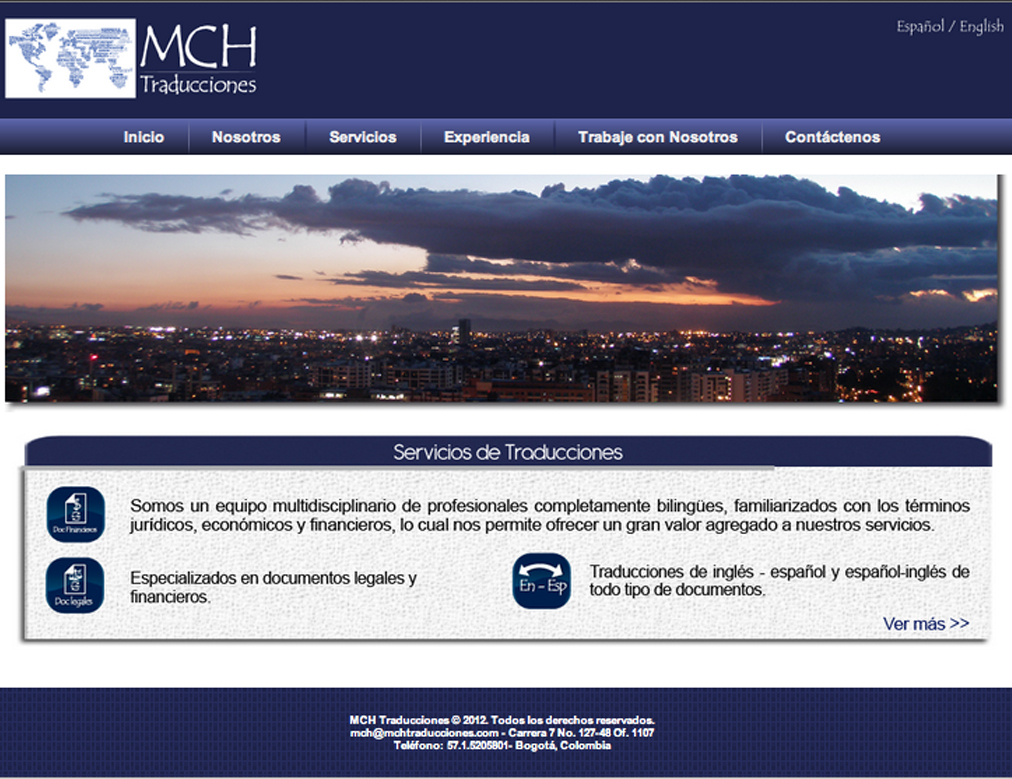 MCH
Traducciones
Español / English
Inicio
Nosotros
Servicios
Experiencia
Trabaje con Nosotros
Contáctenos
Servicios de Traducciones
Doc Financieros
Somos un equipo multidisciplinario de profesionales completamente bilingües, familiarizados con los términos
jurídicos, económicos y financieros, lo cual nos permite ofrecer un gran valor agregado a nuestros servicios.
Doc legales
Especializados en documentos legales y
financieros.
En - Esp
Traducciones de inglés - español y español-inglés de
todo tipo de documentos.
Ver más >>
MCH Traducciones © 2012. Todos los derechos reservados.
mch@mchtraducciones.com - Carrera 7 No. 127-48 Of. 1107
Teléfono: 57.1.5205801- Bogotá, Colombia